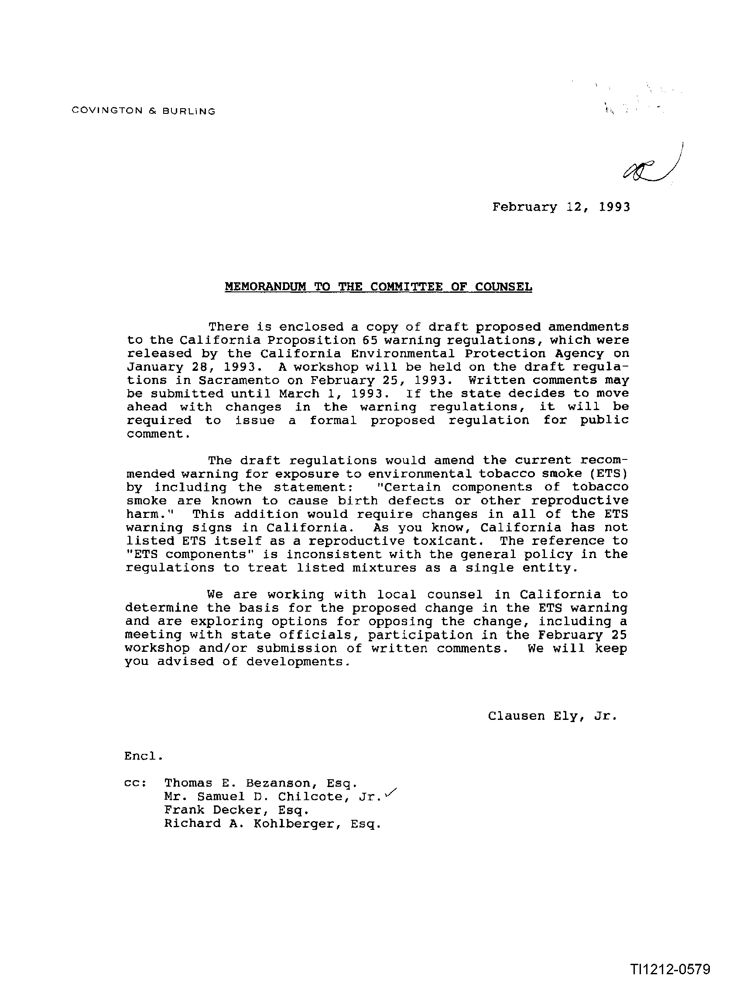 COVINGTON & BURLING
February 12, 1993
MEMORANDUM TO THE COMMITTEE OF COUNSEL
There is enclosed a copy of draft proposed amendments
to the California Proposition 65 warning regulations, which were
released by the California Environmental Protection Agency on
January 28, 1993. A workshop will be held on the draft regula-
tions in Sacramento on February 25, 1993. Written comments may
be submitted until March 1, 1993. If the state decides to move
ahead with changes in the warning regulations, it will be
required to issue a formal proposed regulation for public
comment.
The draft regulations would amend the current recom-
mended warning for exposure to environmental tobacco smoke (ETS)
by including the statement: "Certain components of tobacco
smoke are known to cause birth defects or other reproductive
harm." This addition would require changes in all of the ETS
warning signs in California. As you know, California has not
listed ETS itself as a reproductive toxicant. The reference to
"ETS components" is inconsistent with the general policy in the
regulations to treat listed mixtures as a single entity.
We are working with local counsel in California to
determine the basis for the proposed change in the ETS warning
and are exploring options for opposing the change, including a
meeting with state officials, participation in the February 25
workshop and/or submission of written comments. We will keep
you advised of developments.
Clausen Ely, Jr.
Encl.
cc: Thomas E. Bezanson, Esq.
Mr. Samuel D. Chilcote, Jr.
Frank Decker, Esq.
Richard A. Kohlberger, Esq.
TI1212-0579